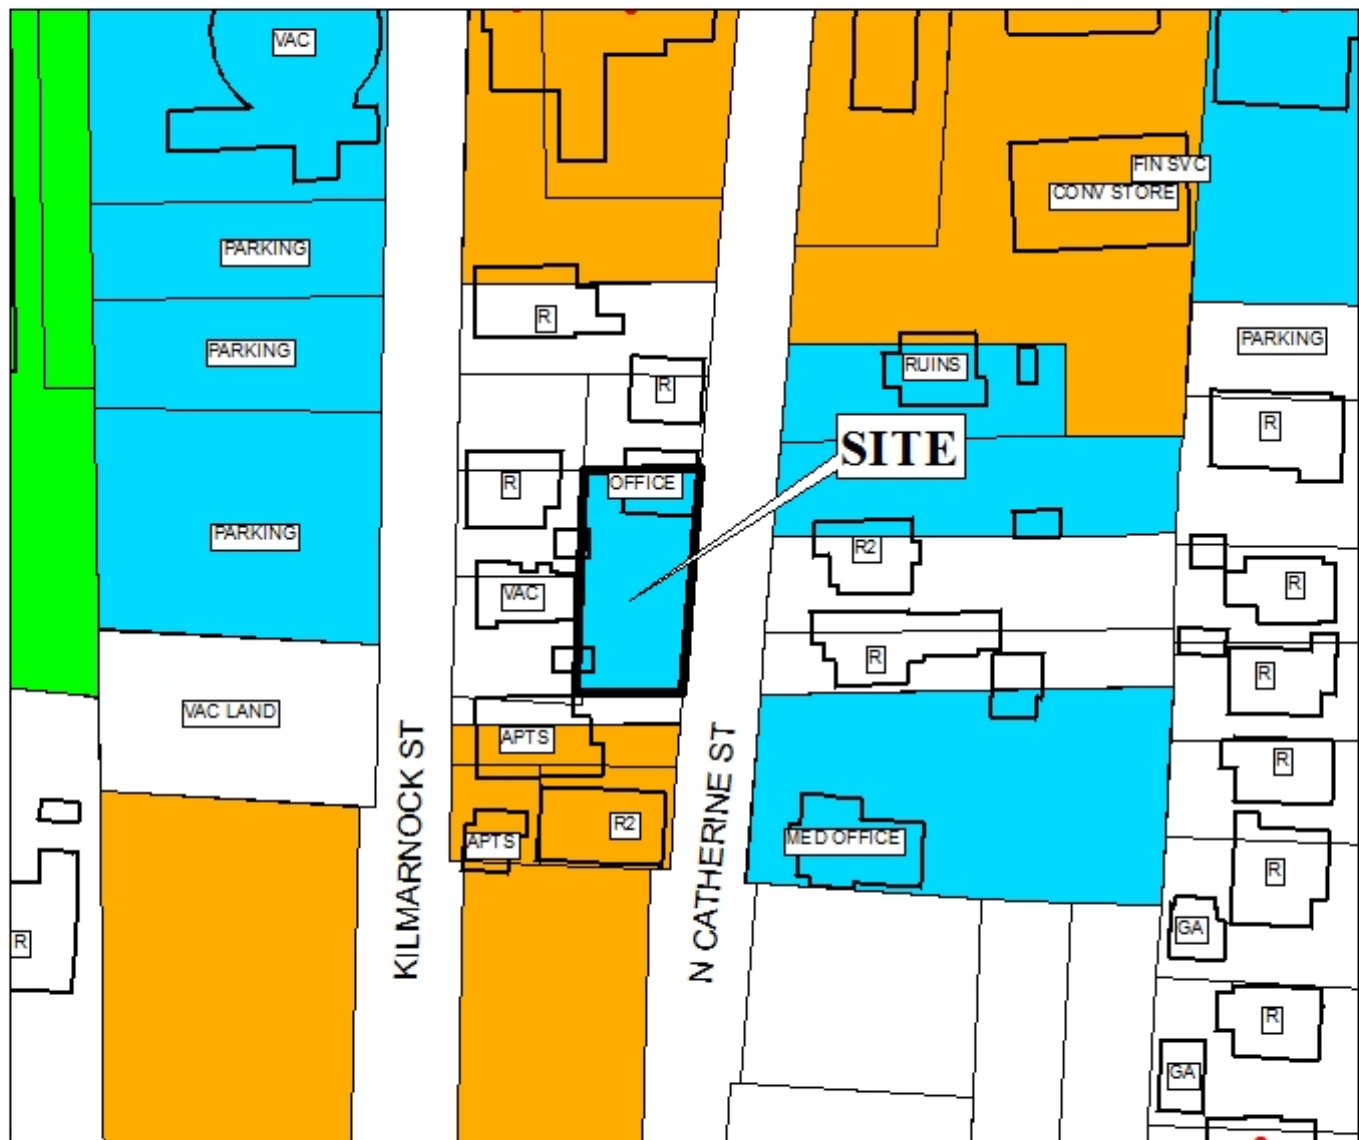 VAC
FIN SVC
CONV STORE
PARKING
R
PARKING
PARKING
RUINS
R
R
SITE
R
OFFICE
PARKING
R2
R
VAC
R
R
VAC LAND
APTS
R
KILMARNOCK ST
N CATHERINE ST
R2
APTS
MED OFFICE
R
R
GA
R
GA